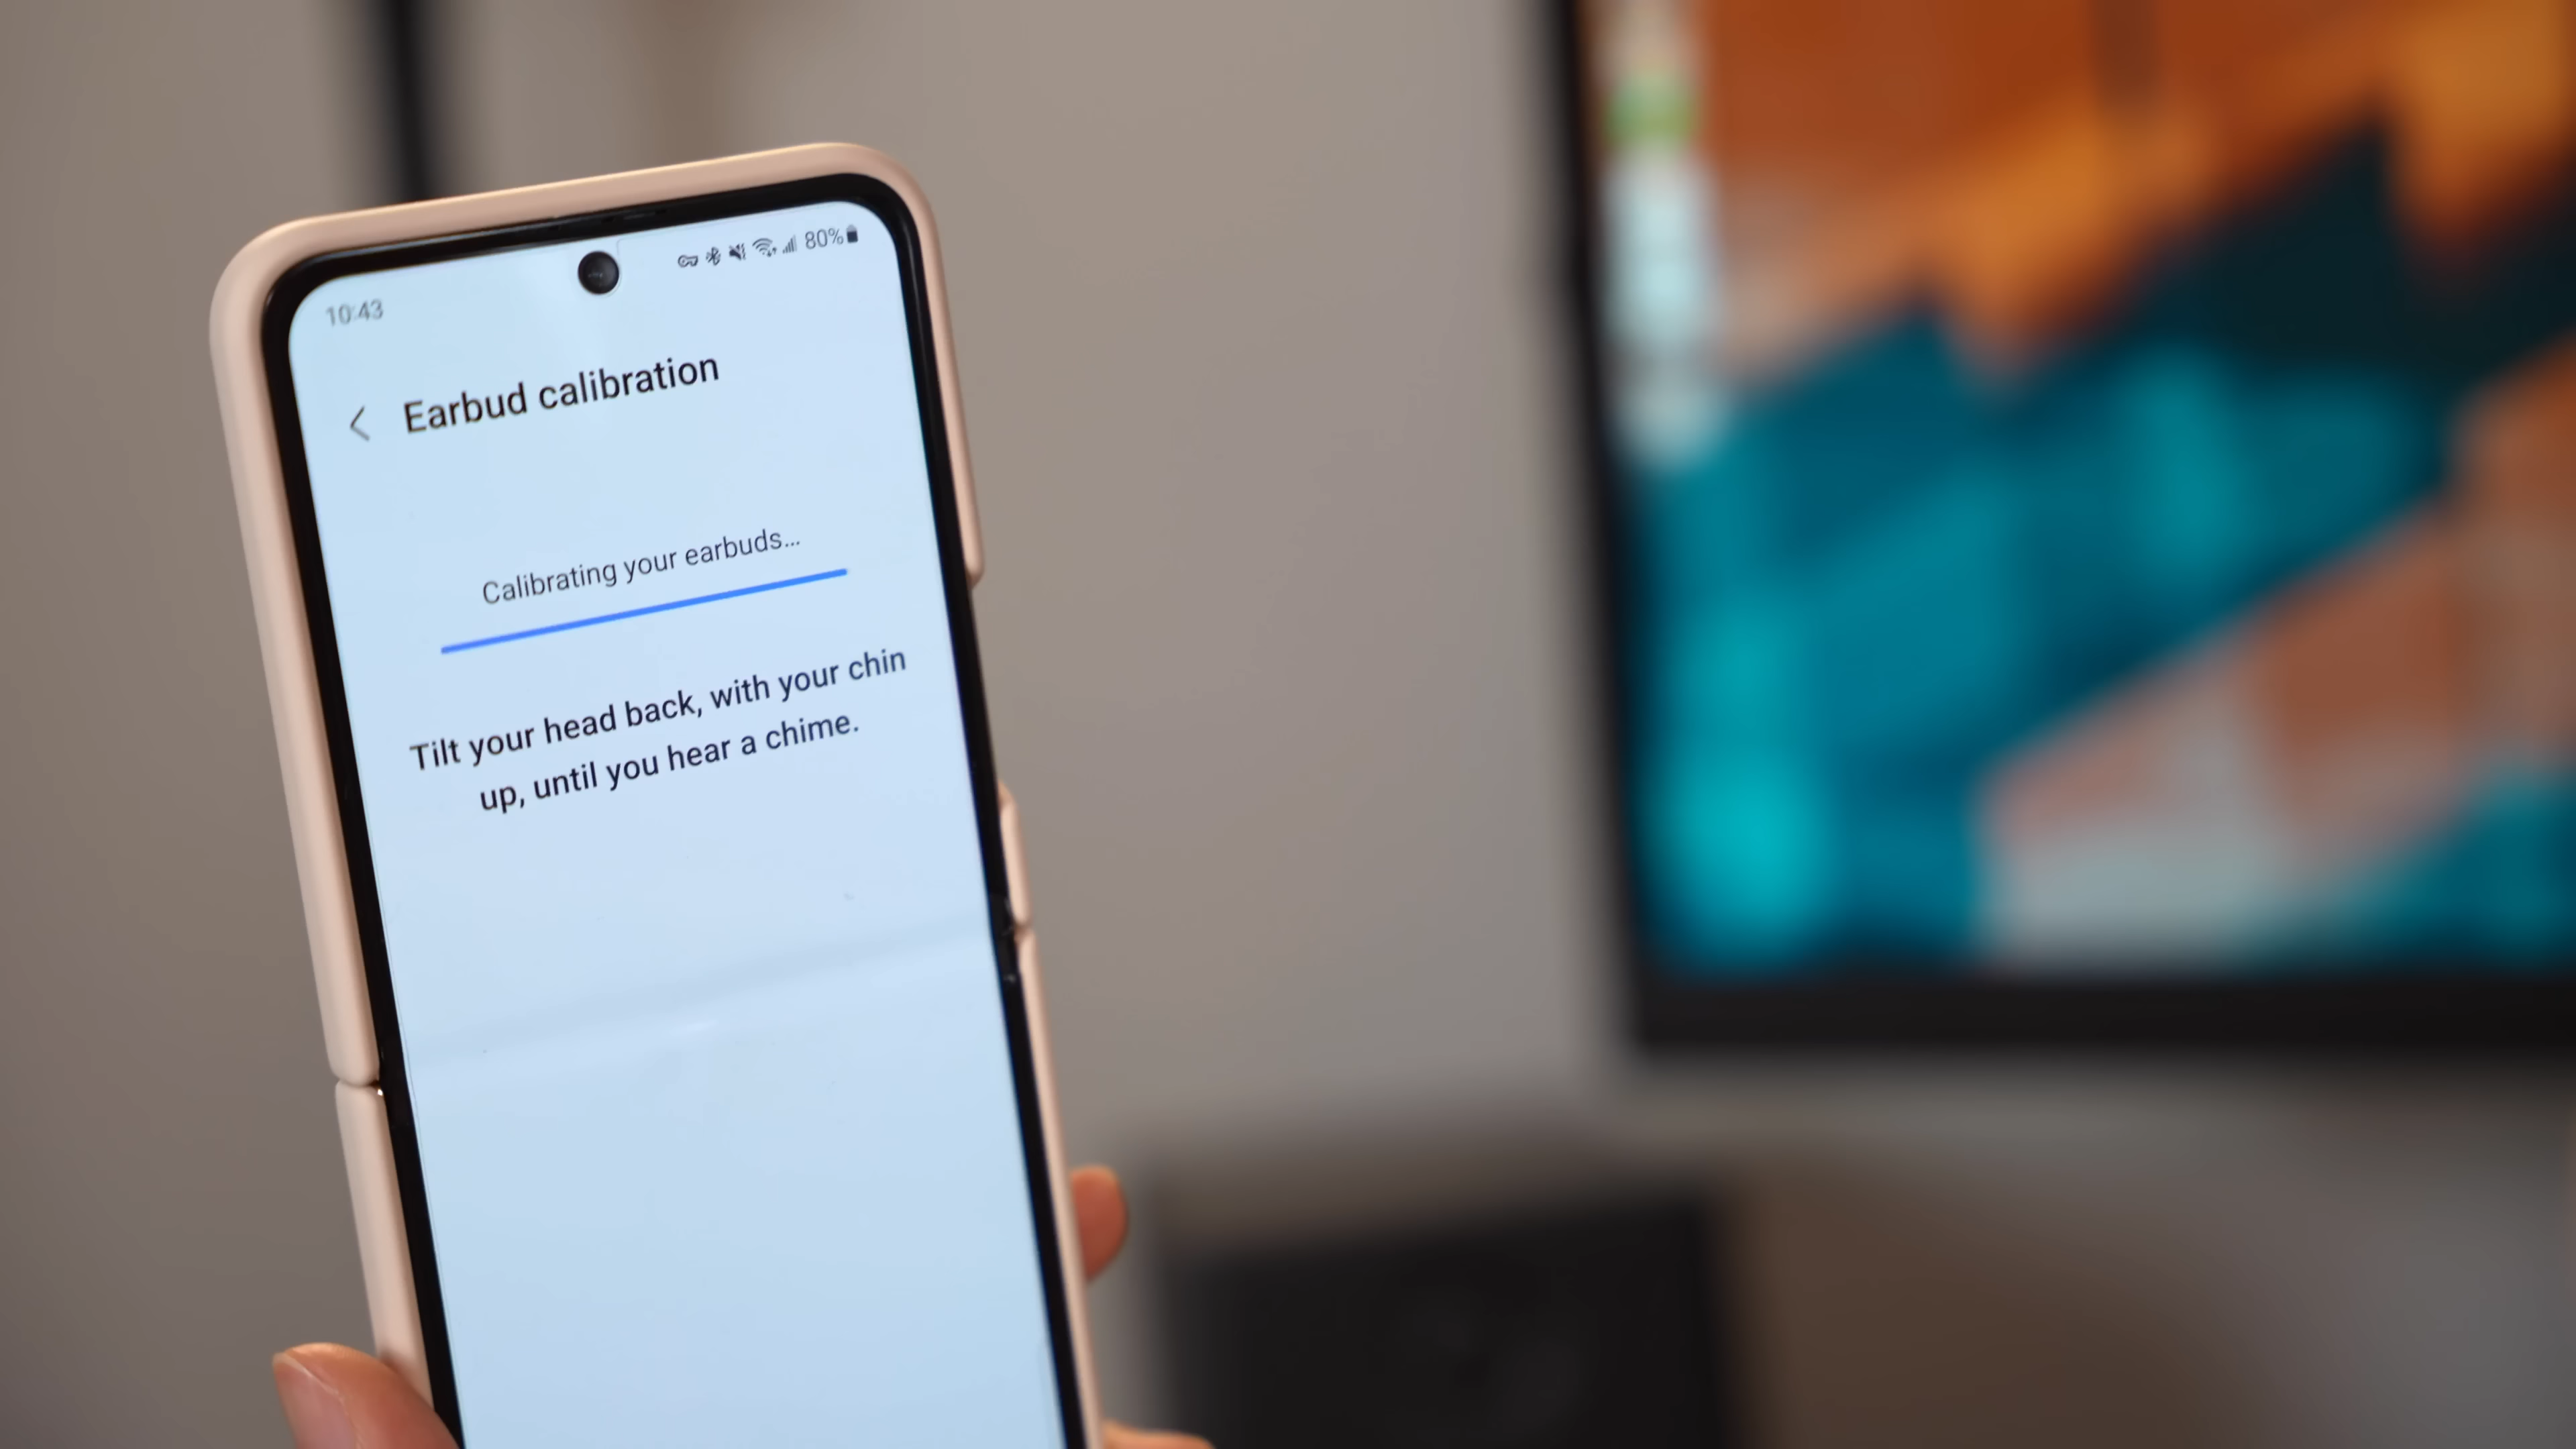 10:43
80%
Earbud calibration
Calibrating your earbuds...
Tilt your head back, with your chin
up, until you hear a chime.